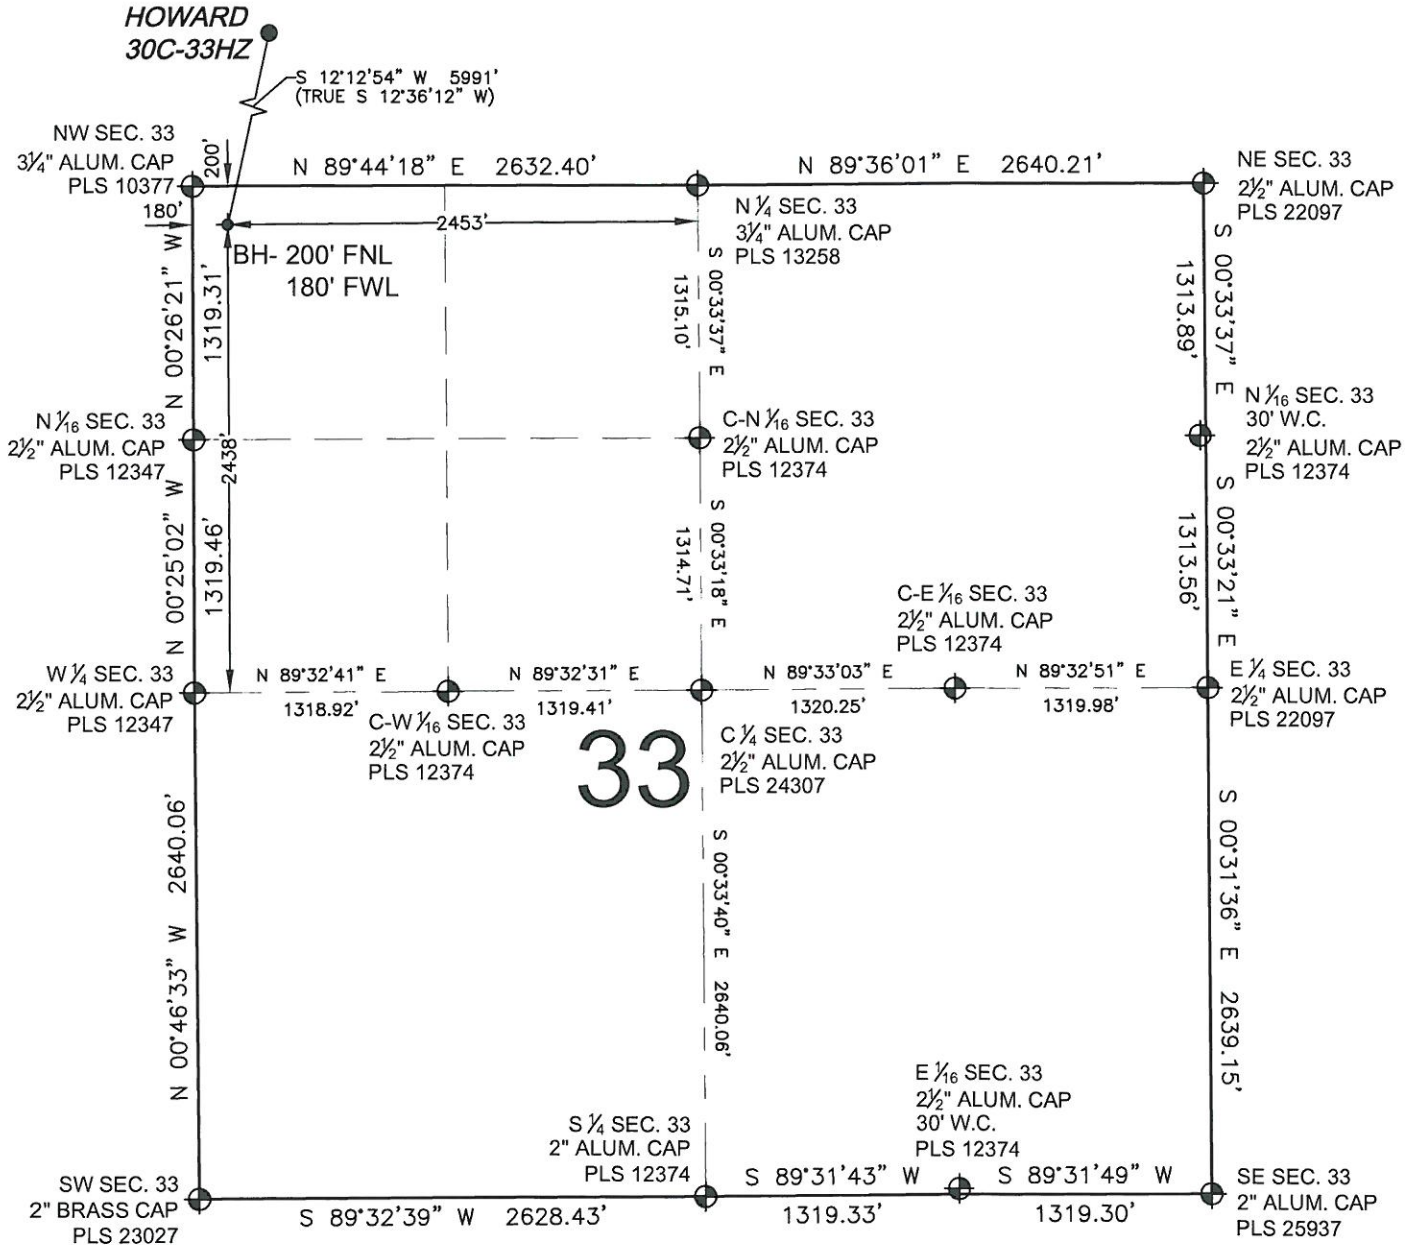 HOWARD
30C-33HZ
S 12°12'54" W 5991'
(TRUE S 12°36'12" W)
NW SEC. 33
3¼" ALUM. CAP
PLS 10377
200'
N 89°44'18" E 2632.40'
N 89°36'01" E 2640.21'
NE SEC. 33
2½" ALUM. CAP
PLS 22097
180'
2453'
N ¼ SEC. 33
3¼" ALUM. CAP
PLS 13258
BH- 200' FNL
180' FWL
N 00°26'21" W
1319.31'
S 00°33'37" E
1315.10'
S 00°33'37" E
1313.89'
N 1⁄16 SEC. 33
2½" ALUM. CAP
PLS 12347
2438'
C-N 1⁄16 SEC. 33
2½" ALUM. CAP
PLS 12374
N 1⁄16 SEC. 33
30' W.C.
2½" ALUM. CAP
PLS 12374
N 00°25'02" W
1319.46'
S 00°33'18" E
1314.71'
S 00°33'21" E
1313.56'
C-E 1⁄16 SEC. 33
2½" ALUM. CAP
PLS 12374
W ¼ SEC. 33
2½" ALUM. CAP
PLS 12347
N 89°32'41" E
1318.92'
N 89°32'31" E
1319.41'
N 89°33'03" E
1320.25'
N 89°32'51" E
1319.98'
E ¼ SEC. 33
2½" ALUM. CAP
PLS 22097
C-W 1⁄16 SEC. 33
2½" ALUM. CAP
PLS 12374
33
C ¼ SEC. 33
2½" ALUM. CAP
PLS 24307
N 00°46'33" W 2640.06'
S 00°33'40" E 2640.06'
S 00°31'36" E 2639.15'
E 1⁄16 SEC. 33
2½" ALUM. CAP
30' W.C.
PLS 12374
S ¼ SEC. 33
2" ALUM. CAP
PLS 12374
SW SEC. 33
2" BRASS CAP
PLS 23027
S 89°32'39" W 2628.43'
S 89°31'43" W
1319.33'
S 89°31'49" W
1319.30'
SE SEC. 33
2" ALUM. CAP
PLS 25937